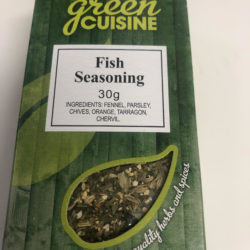 green
CUISINE
Fish
Seasoning
30g
INGREDIENTS: FENNEL, PARSLEY,
CHIVES, ORANGE, TARRAGON,
CHERVIL.
quality herbs and spices